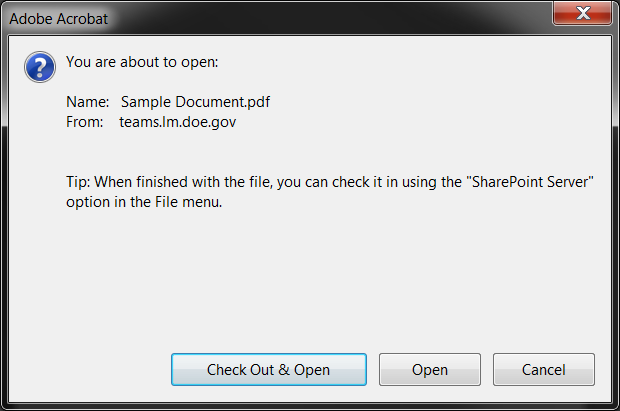 Adobe Acrobat
You are about to open:
Name: Sample Document.pdf
From: teams.lm.doe.gov
Tip: When finished with the file, you can check it in using the "SharePoint Server"
option in the File menu.
Check Out & Open
Open
Cancel